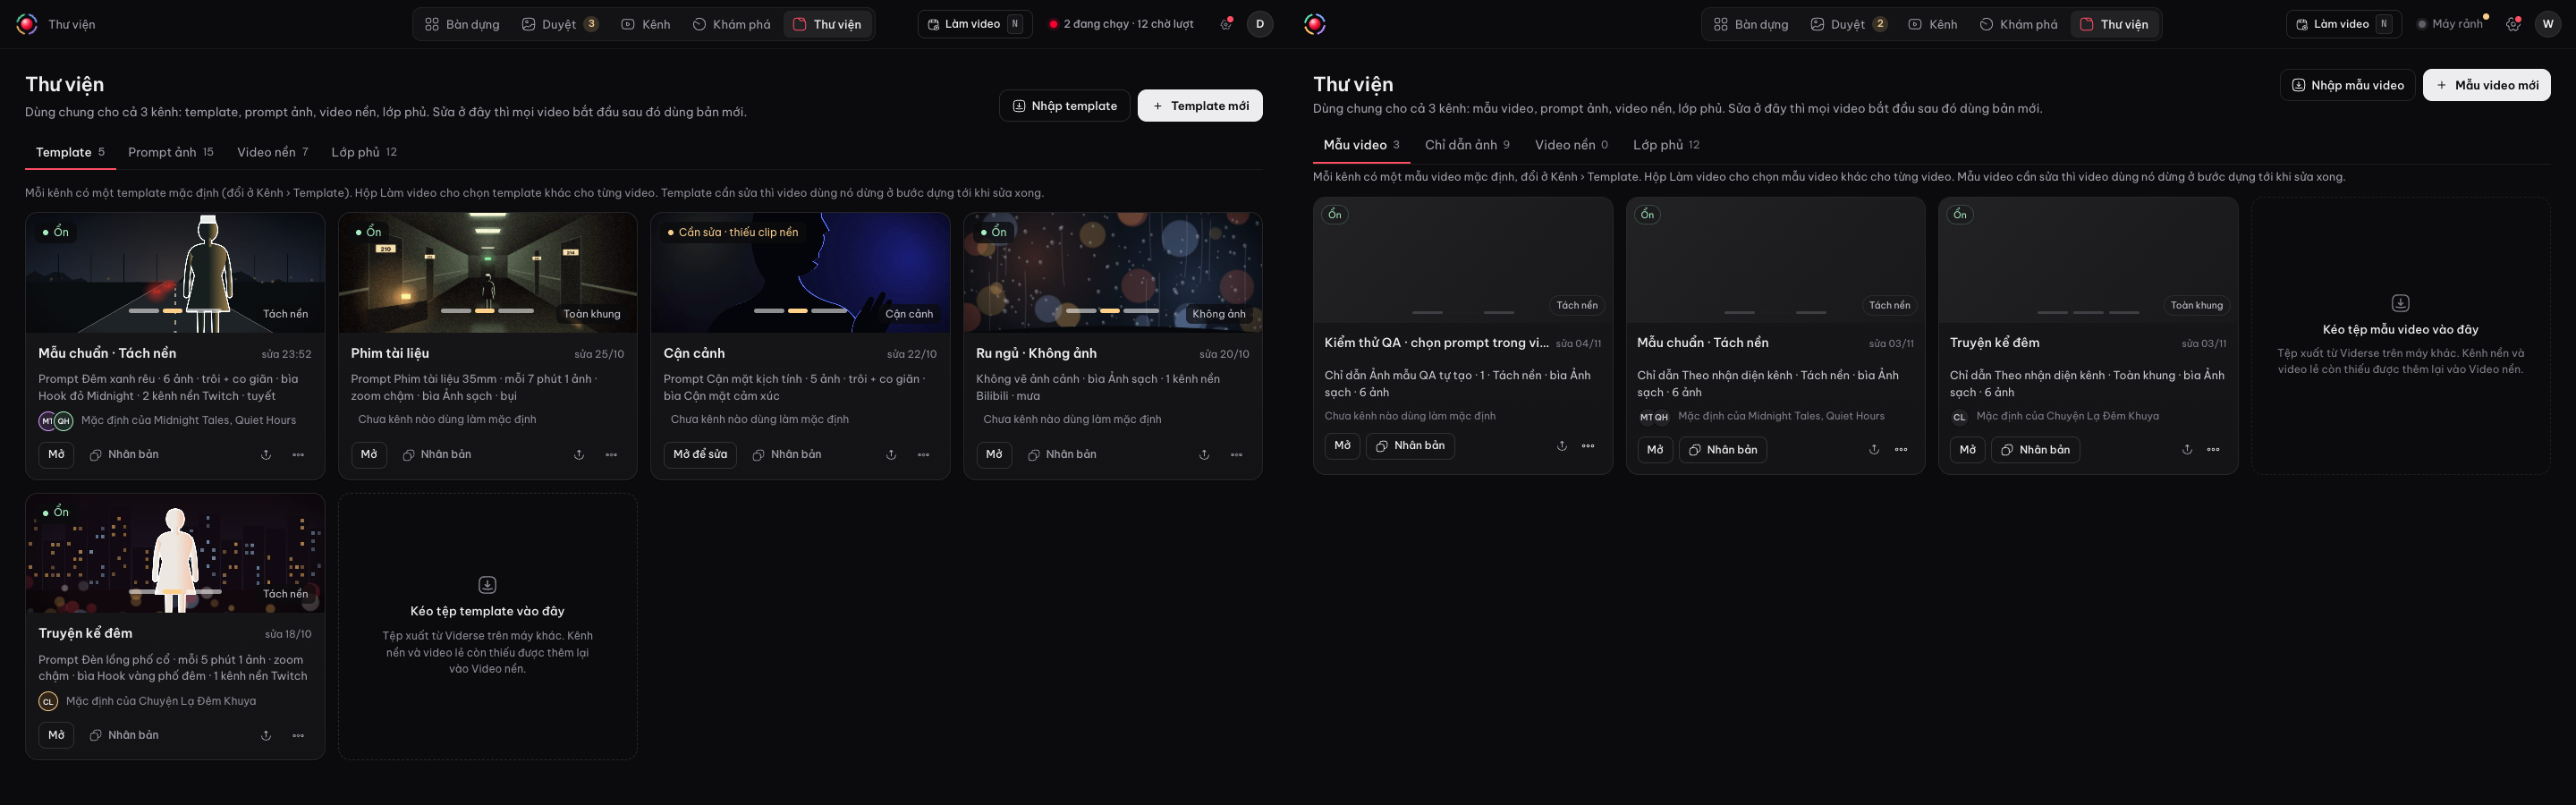 Thư viện
Bàn dựng
Duyệt 3
Kênh
Khám phá
Thư viện
Làm video N
2 đang chạy · 12 chờ lượt
D
Thư viện
Dùng chung cho cả 3 kênh: template, prompt ảnh, video nền, lớp phủ. Sửa ở đây thì mọi video bắt đầu sau đó dùng bản mới.
Nhập template
+ Template mới
Template 5
Prompt ảnh 15
Video nền 7
Lớp phủ 12
Mỗi kênh có một template mặc định (đổi ở Kênh › Template). Hộp Làm video cho chọn template khác cho từng video. Template cần sửa thì video dùng nó dừng ở bước dựng tới khi sửa xong.
Ổn
Tách nền
Mẫu chuẩn · Tách nền
sửa 23:52
Prompt Đêm xanh rêu · 6 ảnh · trôi + co giãn · bìa
Hook đỏ Midnight · 2 kênh nền Twitch · tuyết
MT QH Mặc định của Midnight Tales, Quiet Hours
Mở
Nhân bản
210
214
Ổn
Toàn khung
Phim tài liệu
sửa 25/10
Prompt Phim tài liệu 35mm · mỗi 7 phút 1 ảnh ·
zoom chậm · bìa Ảnh sạch · bụi
Chưa kênh nào dùng làm mặc định
Mở
Nhân bản
Cần sửa · thiếu clip nền
Cận cảnh
Cận cảnh
sửa 22/10
Prompt Cận mặt kịch tính · 5 ảnh · trôi + co giãn ·
bìa Cận mặt cảm xúc
Chưa kênh nào dùng làm mặc định
Mở để sửa
Nhân bản
Ổn
Không ảnh
Ru ngủ · Không ảnh
sửa 20/10
Không vẽ ảnh cảnh · bìa Ảnh sạch · 1 kênh nền
Bilibili · mưa
Chưa kênh nào dùng làm mặc định
Mở
Nhân bản
Ổn
Tách nền
Truyện kể đêm
sửa 18/10
Prompt Đèn lồng phố cổ · mỗi 5 phút 1 ảnh · zoom
chậm · bìa Hook vàng phố đêm · 1 kênh nền Twitch
CL Mặc định của Chuyện Lạ Đêm Khuya
Mở
Nhân bản
Kéo tệp template vào đây
Tệp xuất từ Viderse trên máy khác. Kênh
nền và video lẻ còn thiếu được thêm lại
vào Video nền.
Bàn dựng
Duyệt 2
Kênh
Khám phá
Thư viện
Làm video N
Máy rảnh
W
Thư viện
Dùng chung cho cả 3 kênh: mẫu video, prompt ảnh, video nền, lớp phủ. Sửa ở đây thì mọi video bắt đầu sau đó dùng bản mới.
Nhập mẫu video
+ Mẫu video mới
Mẫu video 3
Chỉ dẫn ảnh 9
Video nền 0
Lớp phủ 12
Mỗi kênh có một mẫu video mặc định, đổi ở Kênh › Template. Hộp Làm video cho chọn mẫu video khác cho từng video. Mẫu video cần sửa thì video dùng nó dừng ở bước dựng tới khi sửa xong.
Ổn
Tách nền
Kiểm thử QA · chọn prompt trong vi...
sửa 04/11
Chỉ dẫn Ảnh mẫu QA tự tạo · 1 · Tách nền · bìa Ảnh
sạch · 6 ảnh
Chưa kênh nào dùng làm mặc định
Mở
Nhân bản
Ổn
Tách nền
Mẫu chuẩn · Tách nền
sửa 03/11
Chỉ dẫn Theo nhận diện kênh · Tách nền · bìa Ảnh
sạch · 6 ảnh
MT QH Mặc định của Midnight Tales, Quiet Hours
Mở
Nhân bản
Ổn
Toàn khung
Truyện kể đêm
sửa 03/11
Chỉ dẫn Theo nhận diện kênh · Toàn khung · bìa Ảnh
sạch · 6 ảnh
CL Mặc định của Chuyện Lạ Đêm Khuya
Mở
Nhân bản
Kéo tệp mẫu video vào đây
Tệp xuất từ Viderse trên máy khác. Kênh nền và
video lẻ còn thiếu được thêm lại vào Video nền.